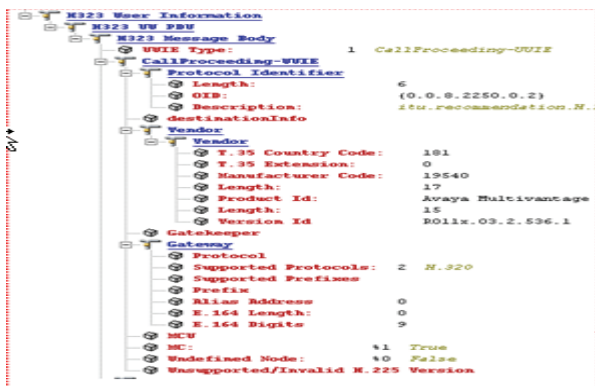 H323 User Information
H323 UU PDU
H323 Message Body
UUIE Type: 1 CallProceeding-UUIE
CallProceeding-UUIE
Protocol Identifier
Length: 6
OID: (0.0.8.2250.0.2)
Description: itu.recommendation.H.
destinationInfo
Vendor
Vendor
T.35 Country Code: 181
T.35 Extension: 0
Manufacturer Code: 19540
Length: 17
Product Id: Avaya Multivantage
Length: 15
Version Id R011x.03.2.536.1
Gatekeeper
Gateway
Protocol
Supported Protocols: 2 H.320
Supported Prefixes
Prefix
Alias Address 0
E.164 Length: 0
E.164 Digits 9
MCU
MC: %1 True
Undefined Node: %0 False
Unsupported/Invalid H.225 Version